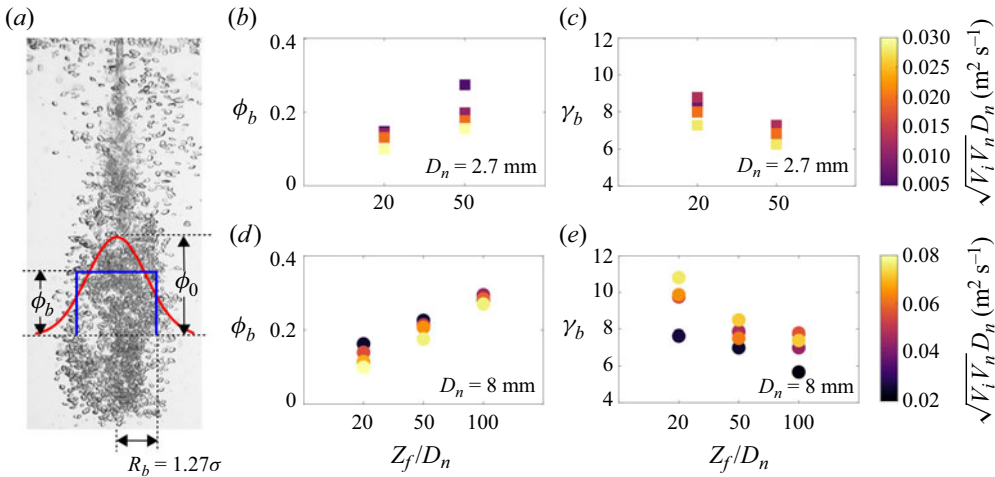 (a)
ϕ_b
ϕ_0
R_b = 1.27σ
(b)
0.4
0.2
0
ϕ_b
20
50
D_n = 2.7 mm
(c)
12
10
8
6
4
γ_b
20
50
D_n = 2.7 mm
0.030
0.025
0.020
0.015
0.010
0.005
√V_iV_n D_n (m² s⁻¹)
(d)
0.4
0.2
0
ϕ_b
20
50
100
D_n = 8 mm
Z_f/D_n
(e)
12
10
8
6
4
γ_b
20
50
100
D_n = 8 mm
Z_f/D_n
0.08
0.06
0.04
0.02
√V_iV_n D_n (m² s⁻¹)